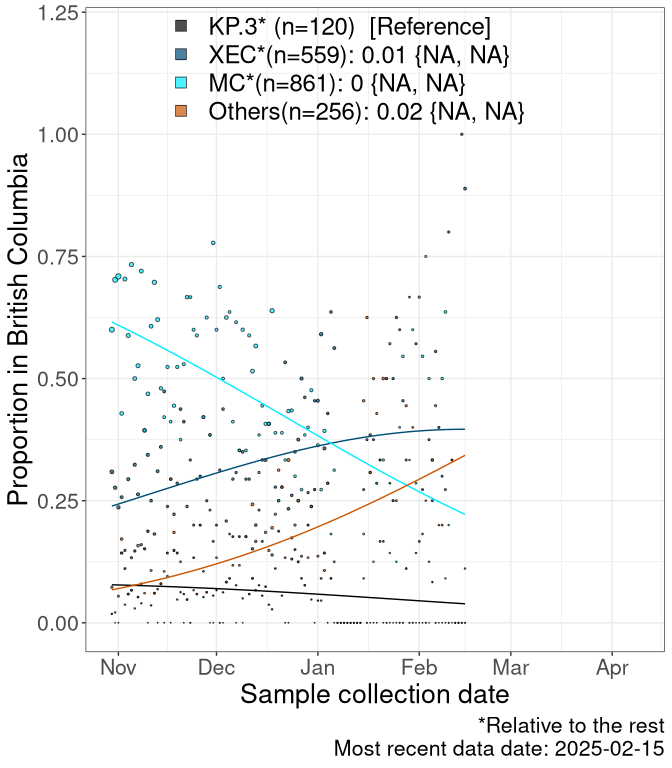 KP.3* (n=120)  [Reference]
XEC*(n=559): 0.01 {NA, NA}
MC*(n=861): 0 {NA, NA}
Others(n=256): 0.02 {NA, NA}
1.25
1.00
0.75
0.50
0.25
0.00
Proportion in British Columbia
Nov Dec Jan Feb Mar Apr
Sample collection date
*Relative to the rest
Most recent data date: 2025-02-15